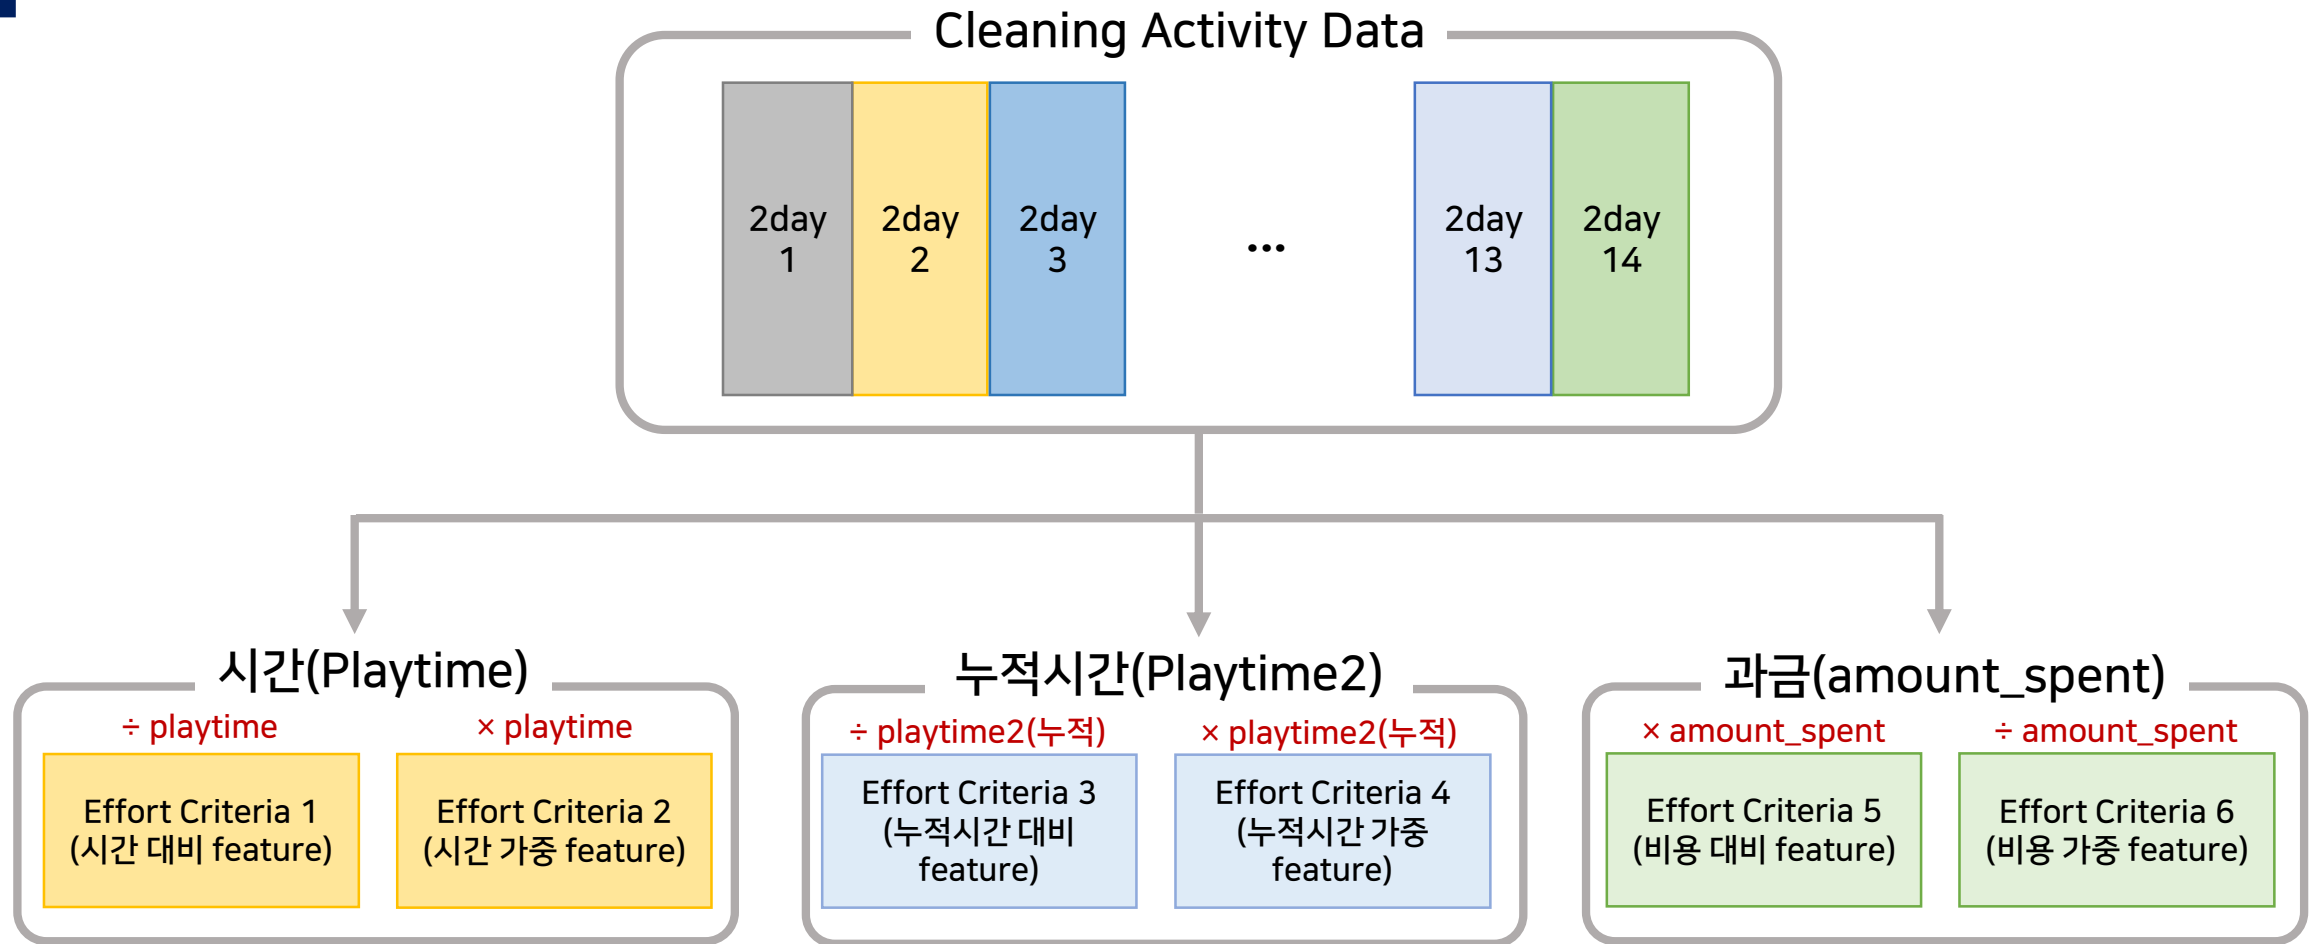 Cleaning Activity Data
2day
1
2day
2
2day
3
...
2day
13
2day
14
시간(Playtime)
÷ playtime
× playtime
Effort Criteria 1
(시간 대비 feature)
Effort Criteria 2
(시간 가중 feature)
누적시간(Playtime2)
÷ playtime2(누적)
× playtime2(누적)
Effort Criteria 3
(누적시간 대비
feature)
Effort Criteria 4
(누적시간 가중
feature)
과금(amount_spent)
× amount_spent
÷ amount_spent
Effort Criteria 5
(비용 대비 feature)
Effort Criteria 6
(비용 가중 feature)